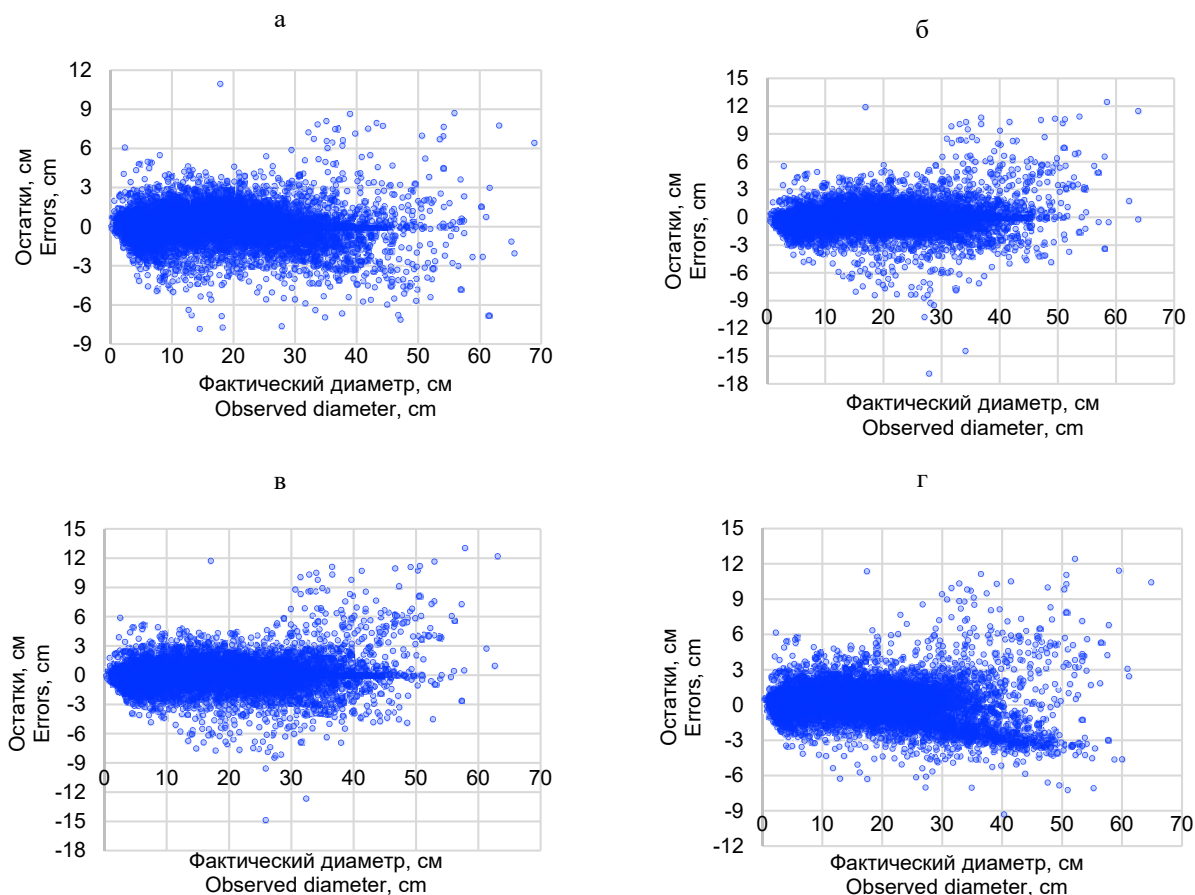 а
12
9
6
3
0
-3
-6
-9
0 10 20 30 40 50 60 70
Остатки, см
Errors, cm
Фактический диаметр, см
Observed diameter, cm
б
15
12
9
6
3
0
-3
-6
-9
-12
-15
-18
0 10 20 30 40 50 60 70
Остатки, см
Errors, cm
Фактический диаметр, см
Observed diameter, cm
в
15
12
9
6
3
0
-3
-6
-9
-12
-15
-18
0 10 20 30 40 50 60 70
Остатки, см
Errors, cm
Фактический диаметр, см
Observed diameter, cm
г
15
12
9
6
3
0
-3
-6
-9
-12
0 10 20 30 40 50 60 70
Остатки, см
Errors, cm
Фактический диаметр, см
Observed diameter, cm